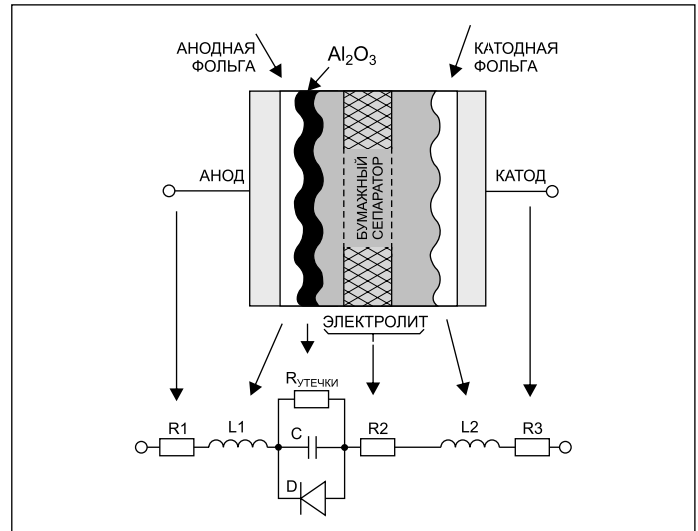 АНОДНАЯ
ФОЛЬГА
Al₂O₃
КАТОДНАЯ
ФОЛЬГА
АНОД
БУМАЖНЫЙ
СЕПАРАТОР
КАТОД
ЭЛЕКТРОЛИТ
RУТЕЧКИ
R1
L1
C
R2
L2
R3
D